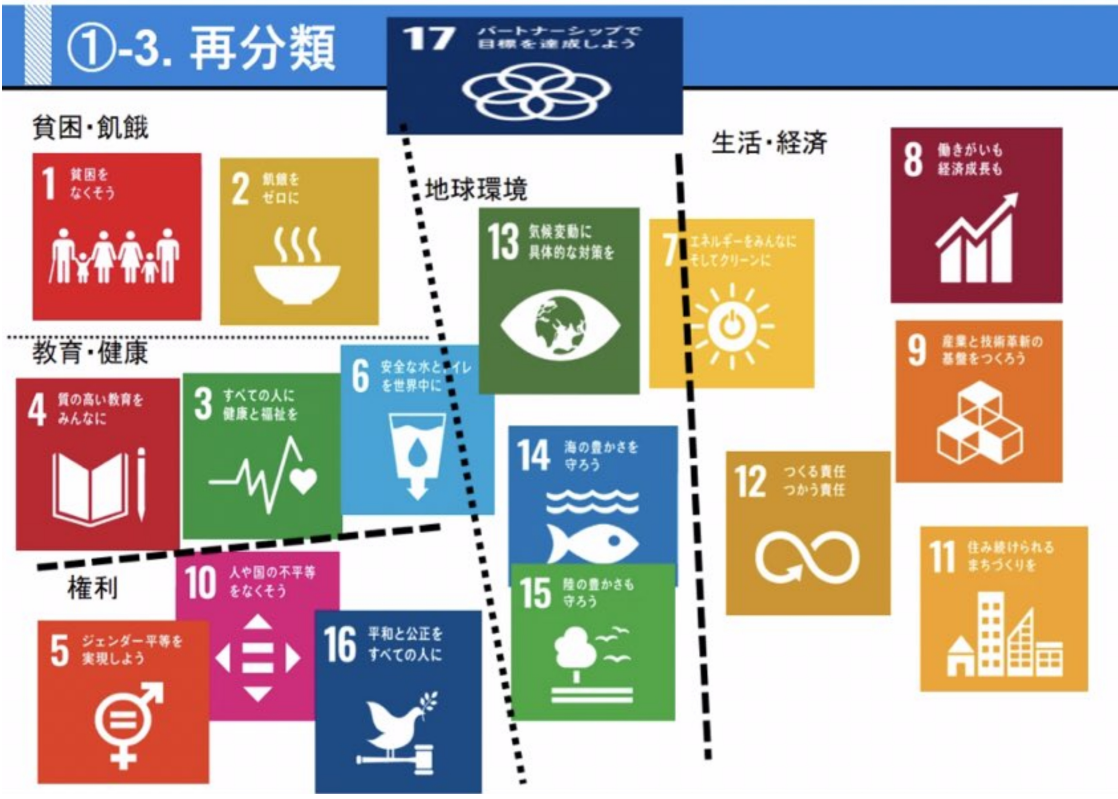 ①-3. 再分類
17 パートナーシップで
目標を達成しよう
貧困・飢餓
1 貧困を
なくそう
2 飢餓を
ゼロに
教育・健康
4 質の高い教育を
みんなに
3 すべての人に
健康と福祉を
6 安全な水とトイレ
を世界中に
権利
10 人や国の不平等
をなくそう
5 ジェンダー平等を
実現しよう
16 平和と公正を
すべての人に
地球環境
13 気候変動に
具体的な対策を
7 エネルギーをみんなに
そしてクリーンに
14 海の豊かさを
守ろう
15 陸の豊かさも
守ろう
生活・経済
8 働きがいも
経済成長も
9 産業と技術革新の
基盤をつくろう
12 つくる責任
つかう責任
11 住み続けられる
まちづくりを